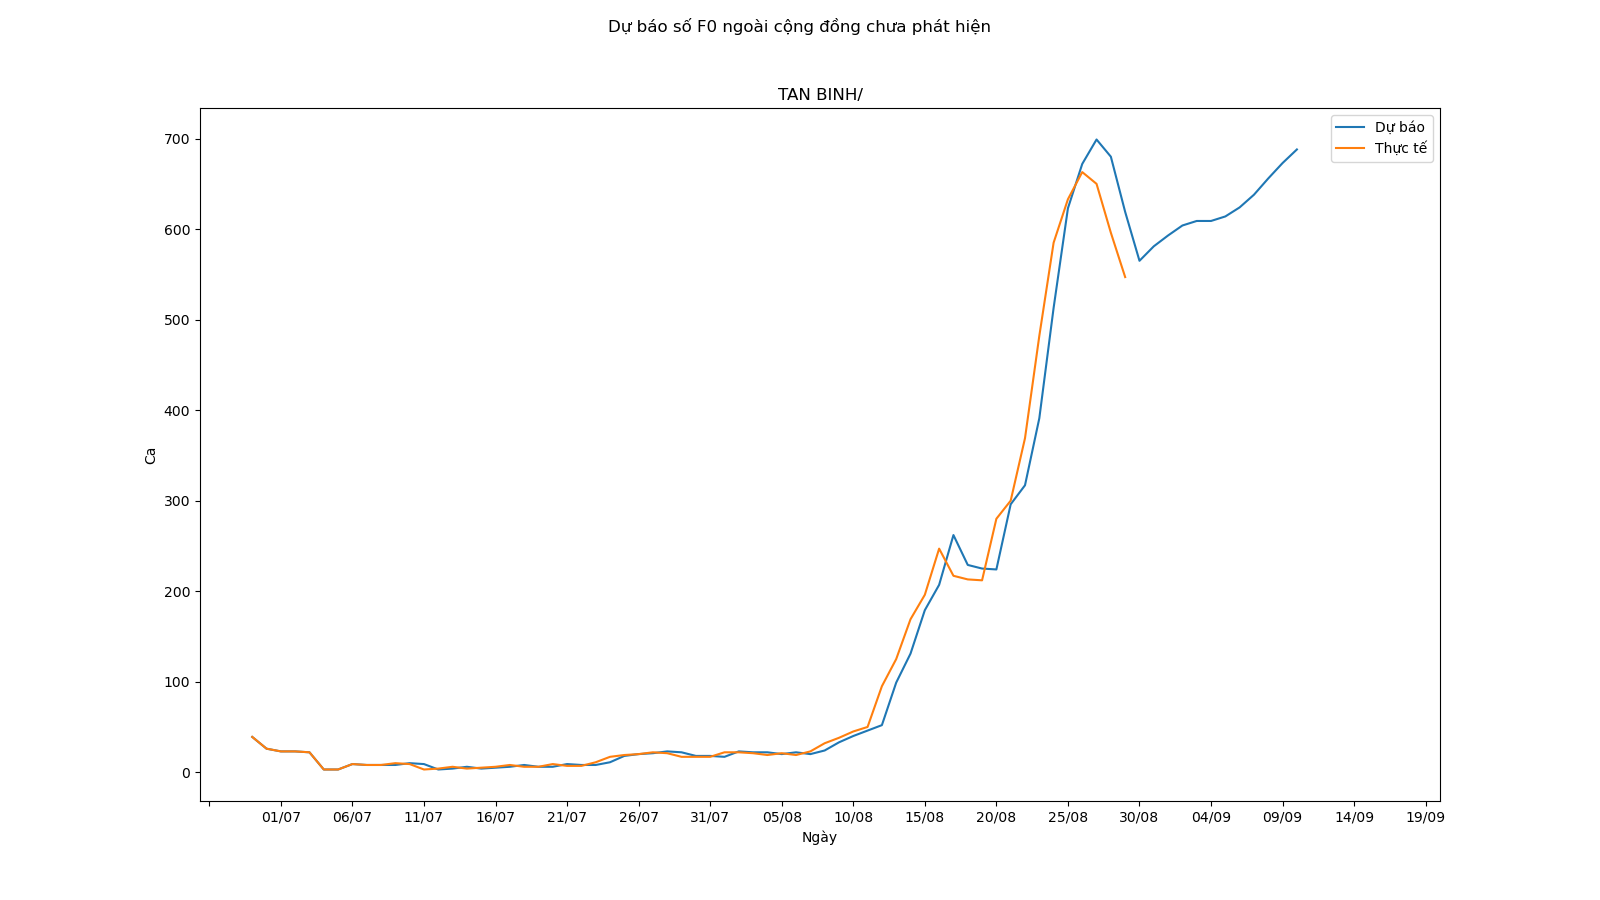 Dự báo số F0 ngoài cộng đồng chưa phát hiện
TAN BINH/
Dự báo
Thực tế
700
600
500
400
300
200
100
0
Ca
01/07 06/07 11/07 16/07 21/07 26/07 31/07 05/08 10/08 15/08 20/08 25/08 30/08 04/09 09/09 14/09 19/09
Ngày